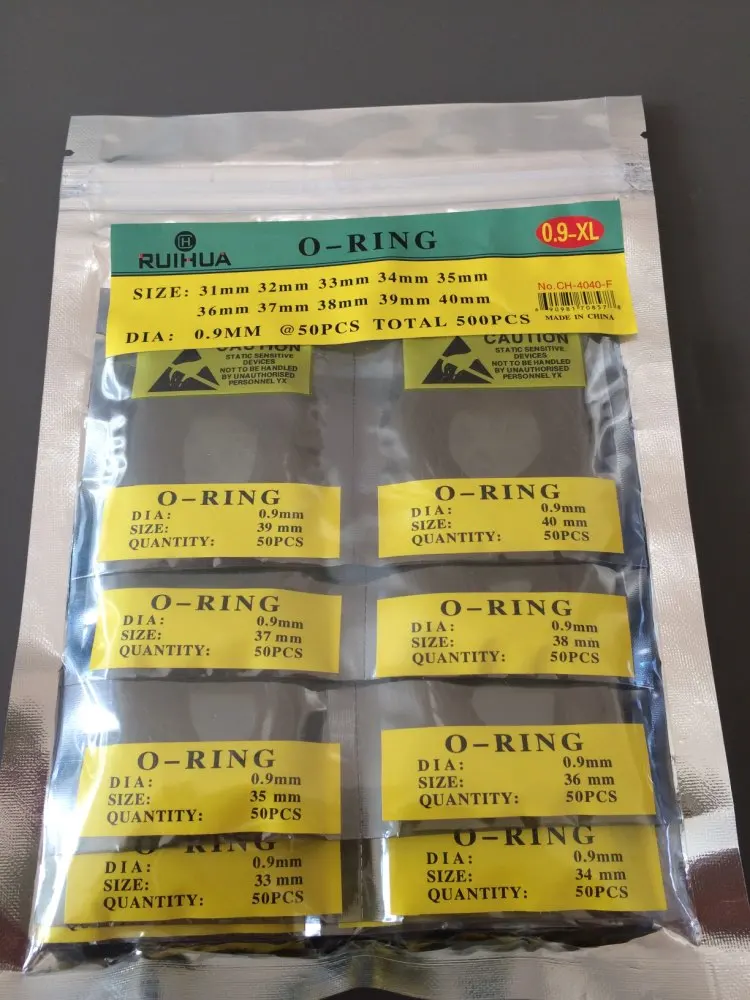 RUIHUA
O-RING
0.9-XL
SIZE: 31mm 32mm 33mm 34mm 35mm
36mm 37mm 38mm 39mm 40mm
DIA: 0.9MM @50PCS TOTAL 500PCS
No.CH-4040-F
8 90981 70857 8
MADE IN CHINA
CAUTION
STATIC SENSITIVE
DEVICES
NOT TO BE HANDLED
BY UNAUTHORISED
PERSONNEL YX
CAUTION
STATIC SENSITIVE
DEVICES
NOT TO BE HANDLED
BY UNAUTHORISED
PERSONNEL YX
O-RING
DIA: 0.9mm
SIZE: 39 mm
QUANTITY: 50PCS
O-RING
DIA: 0.9mm
SIZE: 40 mm
QUANTITY: 50PCS
O-RING
DIA: 0.9mm
SIZE: 37 mm
QUANTITY: 50PCS
O-RING
DIA: 0.9mm
SIZE: 38 mm
QUANTITY: 50PCS
O-RING
DIA: 0.9mm
SIZE: 35 mm
QUANTITY: 50PCS
O-RING
DIA: 0.9mm
SIZE: 36 mm
QUANTITY: 50PCS
O-RING
DIA: 0.9mm
SIZE: 33 mm
QUANTITY: 50PCS
O-RING
DIA: 0.9mm
SIZE: 34 mm
QUANTITY: 50PCS